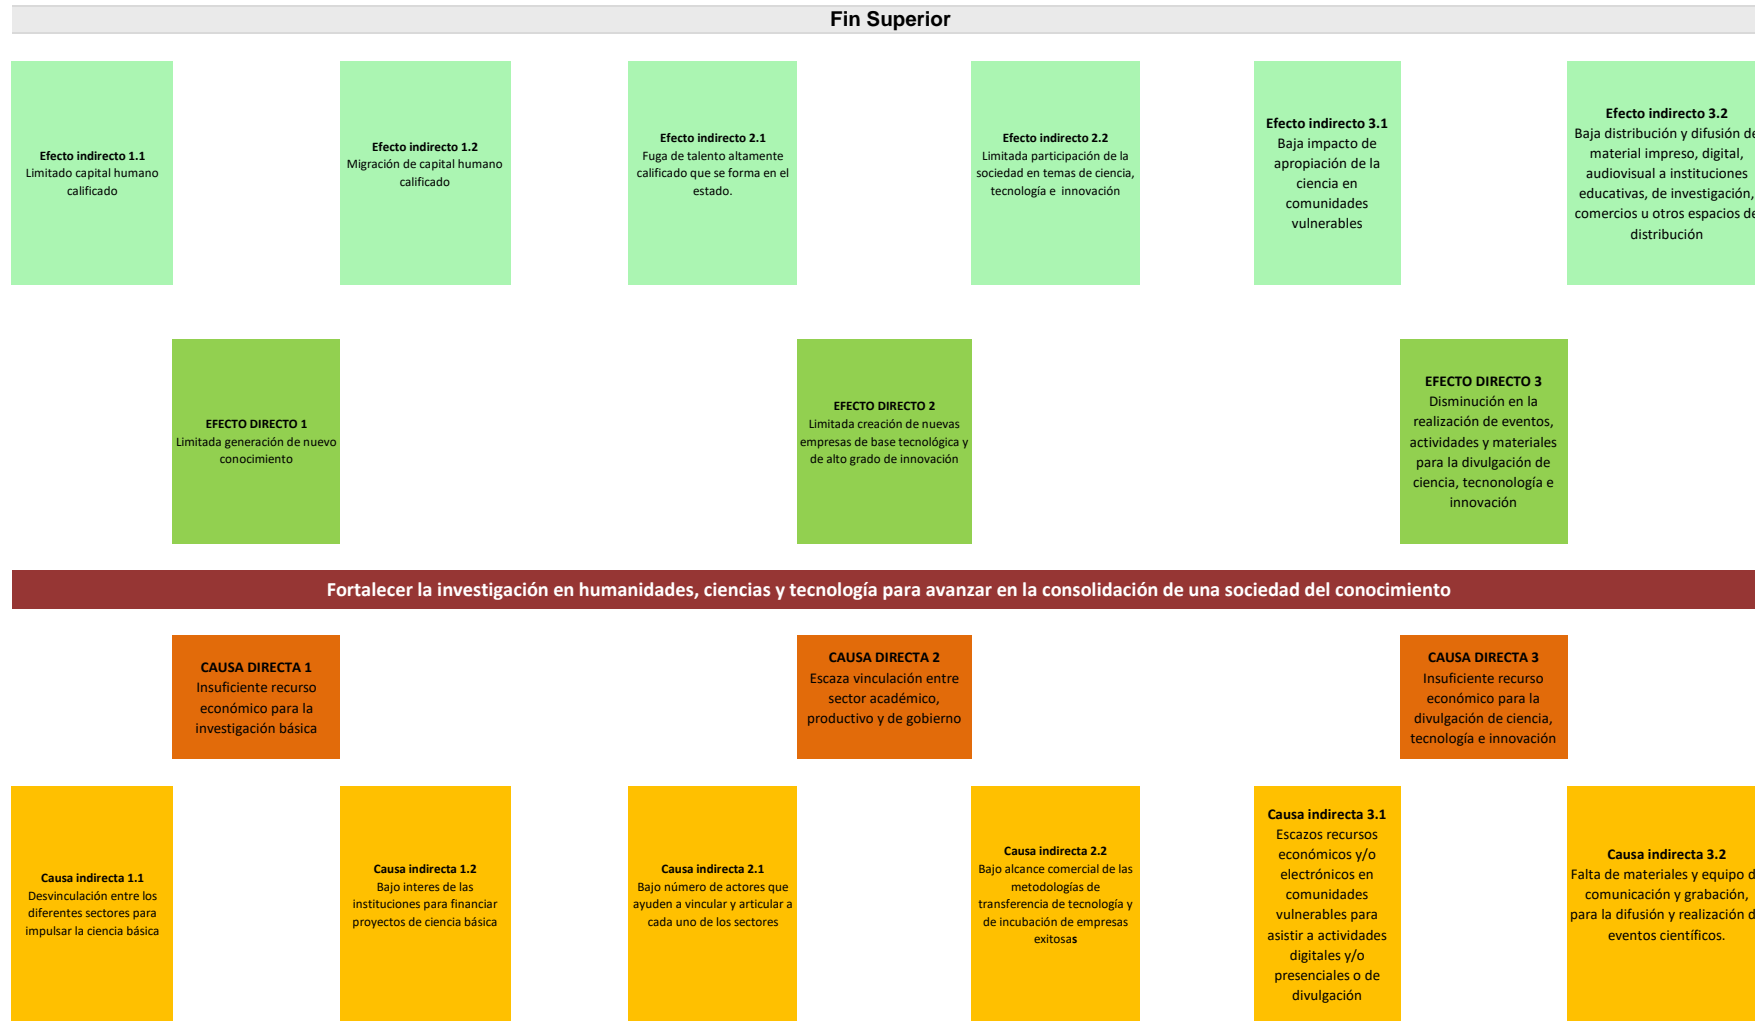 Fin Superior
Efecto indirecto 1.1
Limitado capital humano
calificado
Efecto indirecto 1.2
Migración de capital humano
calificado
Efecto indirecto 2.1
Fuga de talento altamente
calificado que se forma en el
estado.
Efecto indirecto 2.2
Limitada participación de la
sociedad en temas de ciencia,
tecnología e innovación
Efecto indirecto 3.1
Baja impacto de
apropiación de la
ciencia en
comunidades
vulnerables
Efecto indirecto 3.2
Baja distribución y difusión de
material impreso, digital,
audiovisual a instituciones
educativas, de investigación,
comercios u otros espacios de
distribución
EFECTO DIRECTO 1
Limitada generación de nuevo
conocimiento
EFECTO DIRECTO 2
Limitada creación de nuevas
empresas de base tecnológica y
de alto grado de innovación
EFECTO DIRECTO 3
Disminución en la
realización de eventos,
actividades y materiales
para la divulgación de
ciencia, tecnonología e
innovación
Fortalecer la investigación en humanidades, ciencias y tecnología para avanzar en la consolidación de una sociedad del conocimiento
CAUSA DIRECTA 1
Insuficiente recurso
económico para la
investigación básica
CAUSA DIRECTA 2
Escaza vinculación entre
sector académico,
productivo y de gobierno
CAUSA DIRECTA 3
Insuficiente recurso
económico para la
divulgación de ciencia,
tecnología e innovación
Causa indirecta 1.1
Desvinculación entre los
diferentes sectores para
impulsar la ciencia básica
Causa indirecta 1.2
Bajo interes de las
instituciones para financiar
proyectos de ciencia básica
Causa indirecta 2.1
Bajo número de actores que
ayuden a vincular y articular a
cada uno de los sectores
Causa indirecta 2.2
Bajo alcance comercial de las
metodologías de
transferencia de tecnología y
de incubación de empresas
exitosas
Causa indirecta 3.1
Escazos recursos
económicos y/o
electrónicos en
comunidades
vulnerables para
asistir a actividades
digitales y/o
presenciales o de
divulgación
Causa indirecta 3.2
Falta de materiales y equipo d
comunicación y grabación,
para la difusión y realización d
eventos científicos.